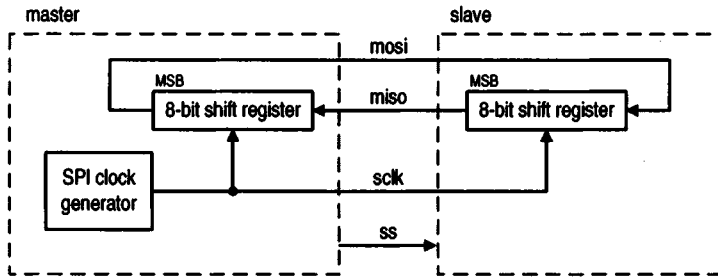 master
slave
mosi
MSB
8-bit shift register
miso
MSB
8-bit shift register
SPI clock
generator
sclk
ss